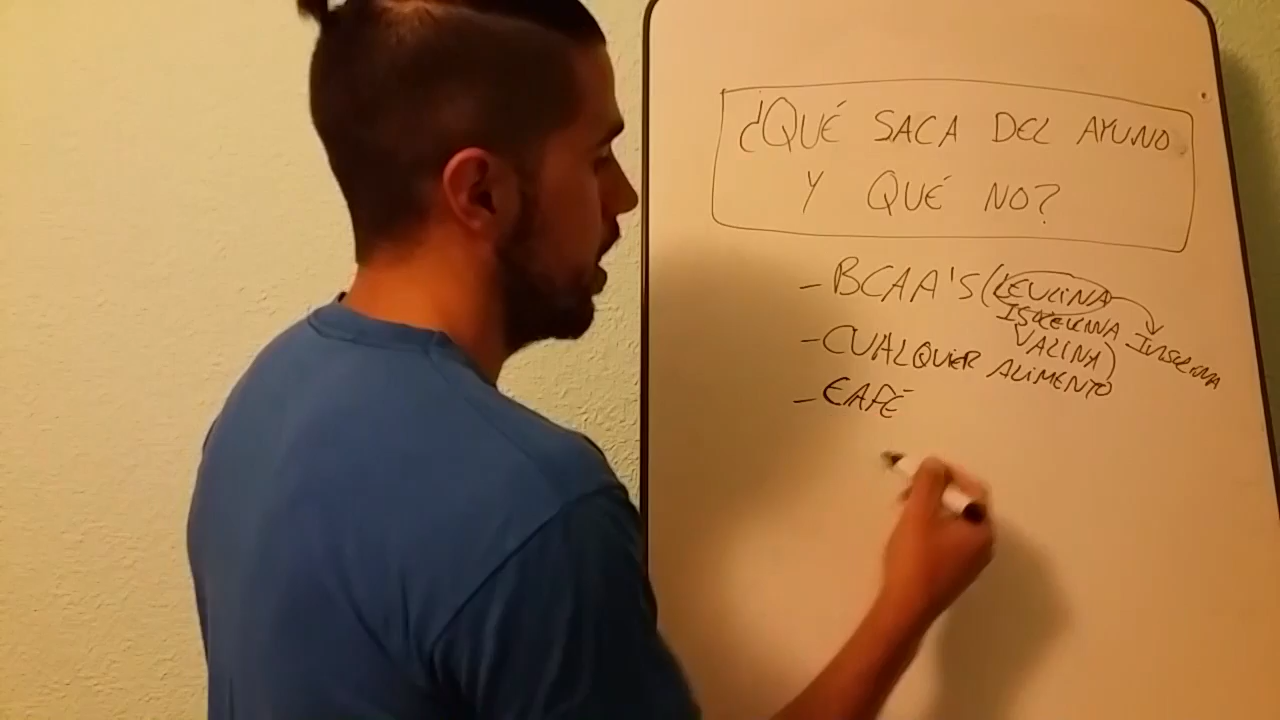 ¿QUÉ SACA DEL AYUNO
Y QUÉ NO?
- BCAA'S (LEUCINA
ISOLEUCINA
VALINA)
INSULINA
- CUALQUIER ALIMENTO
- CAFÉ